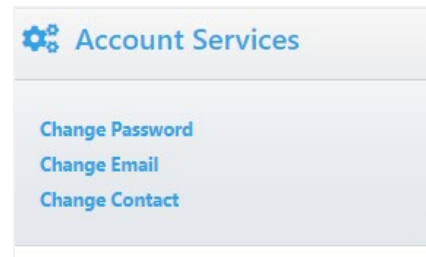 Account Services
Change Password
Change Email
Change Contact